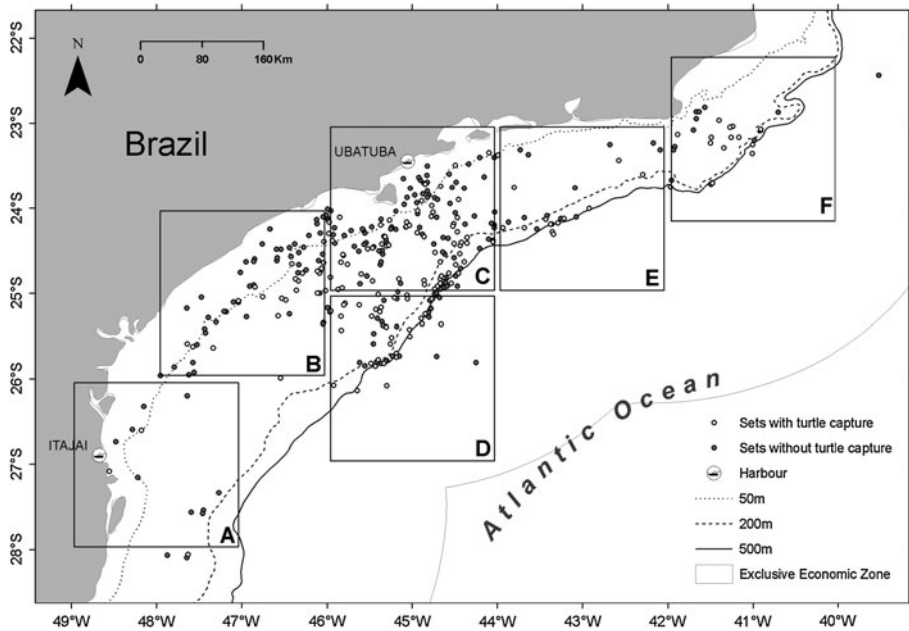 22°S
23°S
24°S
25°S
26°S
27°S
28°S
N
0 80 160 Km
Brazil
UBATUBA
ITAJAI
A
B
C
D
E
F
Atlantic Ocean
Sets with turtle capture
Sets without turtle capture
Harbour
50m
200m
500m
Exclusive Economic Zone
49°W 48°W 47°W 46°W 45°W 44°W 43°W 42°W 41°W 40°W